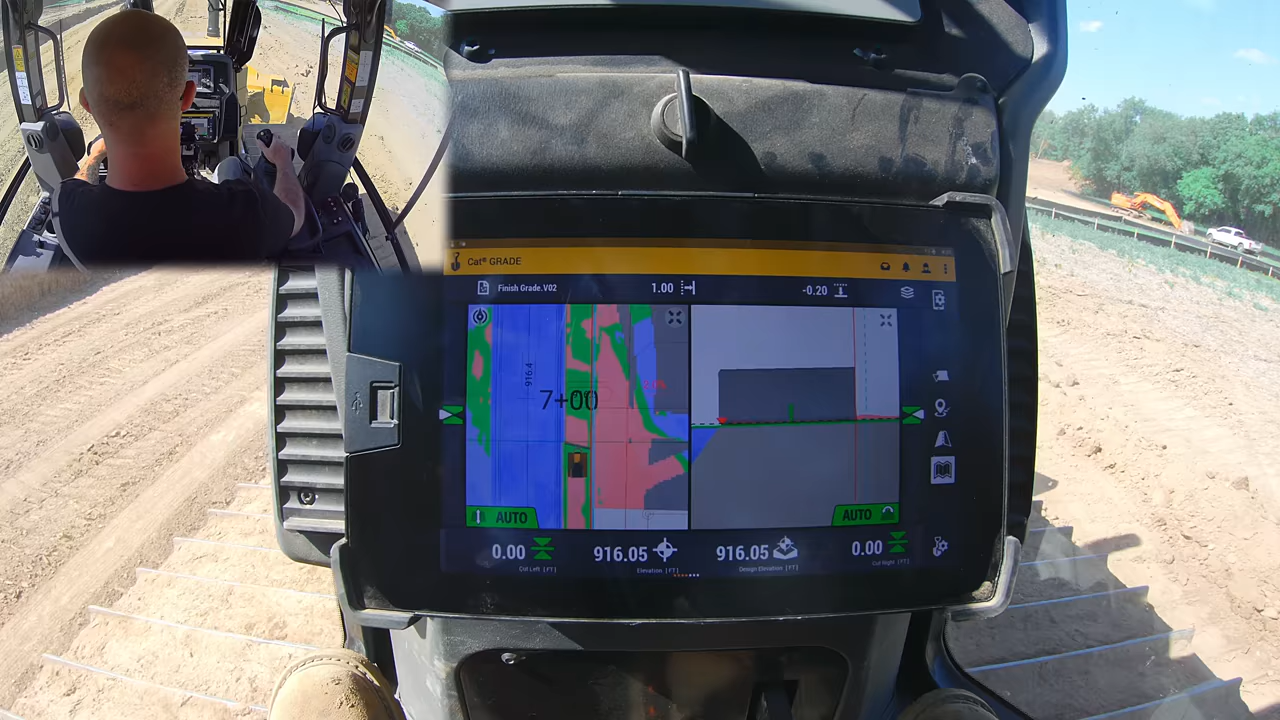 Cat® GRADE
Finish Grade.V02
1.00
-0.20
916.4
7+00
AUTO
AUTO
0.00
916.05
916.05
0.00
Cut Left [FT]
Elevation [FT]
Design Elevation [FT]
Cut Right [FT]